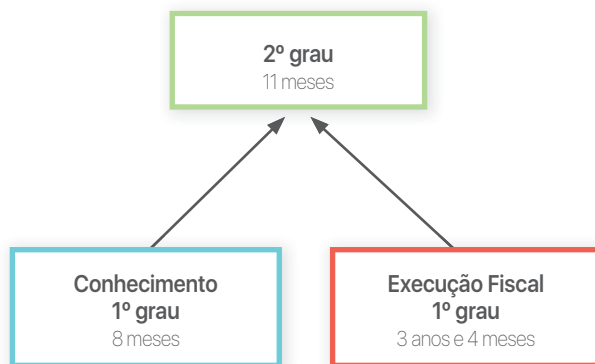 2º grau
11 meses
Conhecimento
1º grau
8 meses
Execução Fiscal
1º grau
3 anos e 4 meses